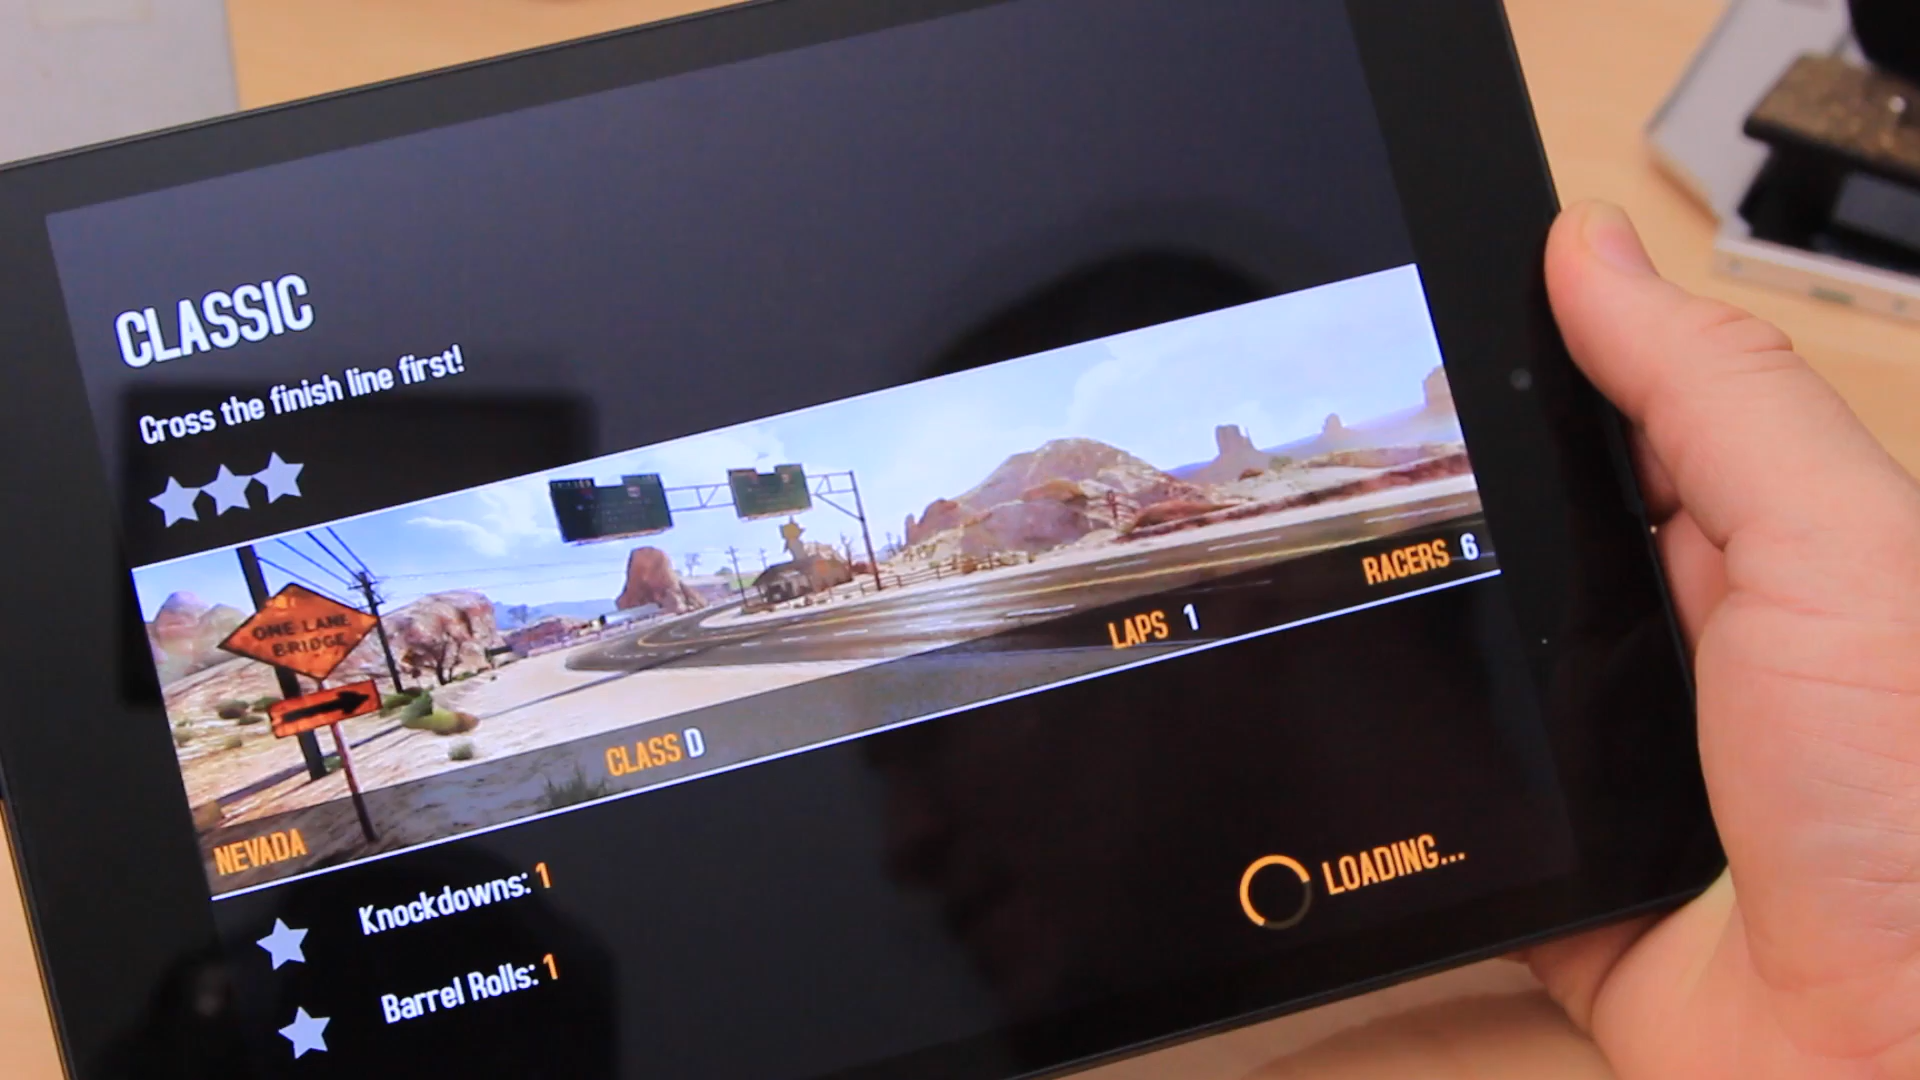 CLASSIC
Cross the finish line first!
ONE LANE
BRIDGE
RACERS 6
LAPS 1
CLASS D
NEVADA
Knockdowns: 1
Barrel Rolls: 1
LOADING...